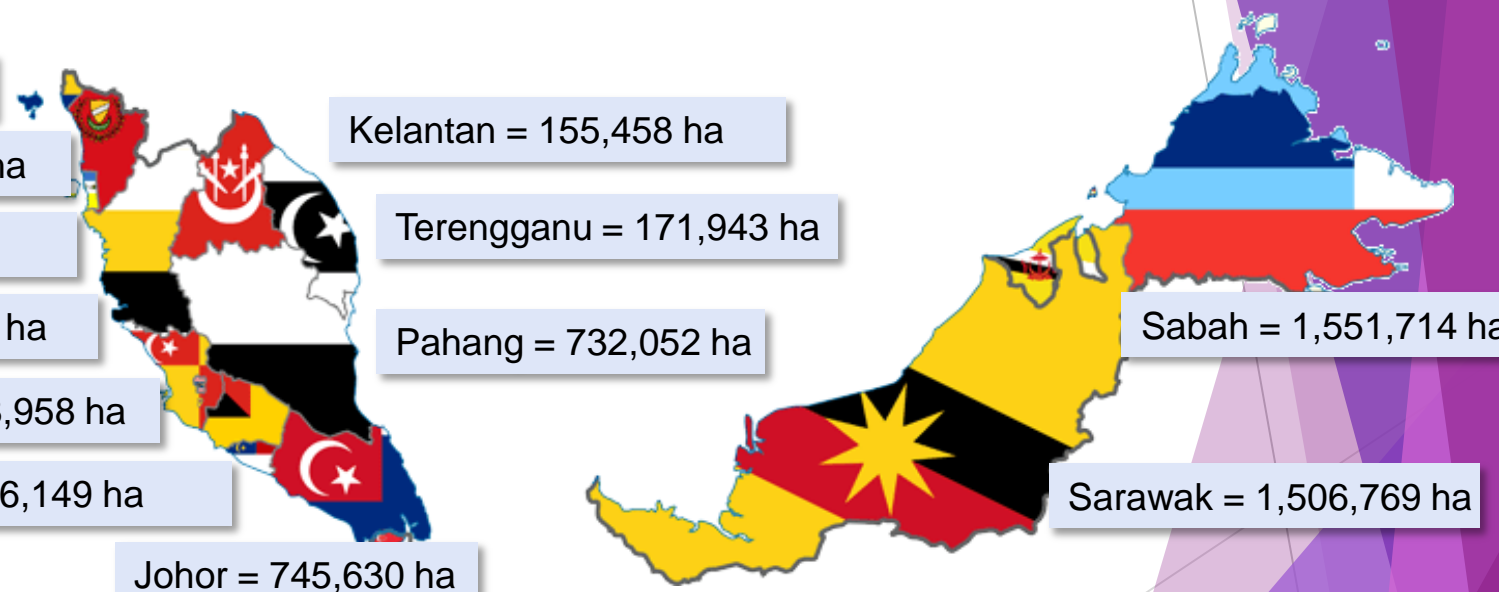 Kelantan = 155,458 ha
ha
Terengganu = 171,943 ha
ha
Pahang = 732,052 ha
Sabah = 1,551,714 ha
,958 ha
6,149 ha
Sarawak = 1,506,769 ha
Johor = 745,630 ha